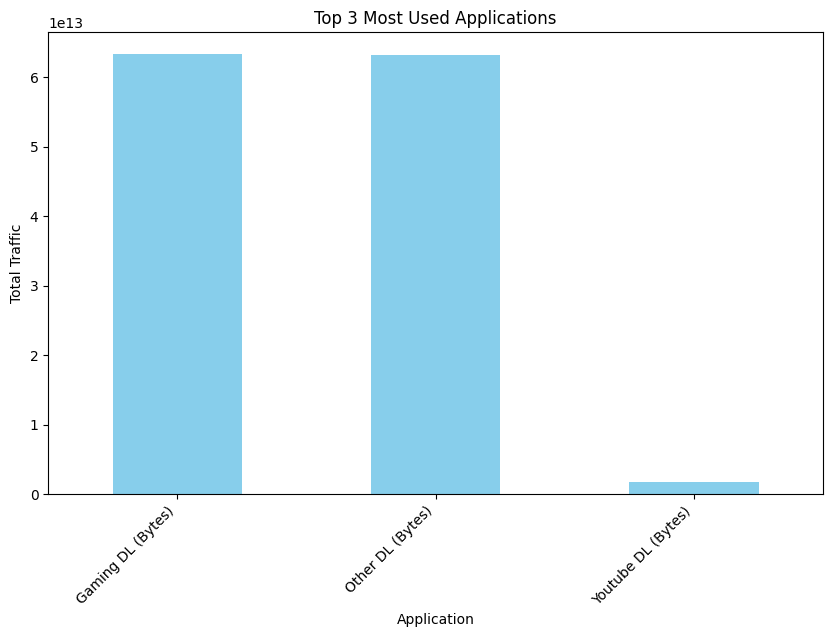 Top 3 Most Used Applications
1e13
6
5
4
3
2
1
0
Total Traffic
Gaming DL (Bytes)
Other DL (Bytes)
Youtube DL (Bytes)
Application